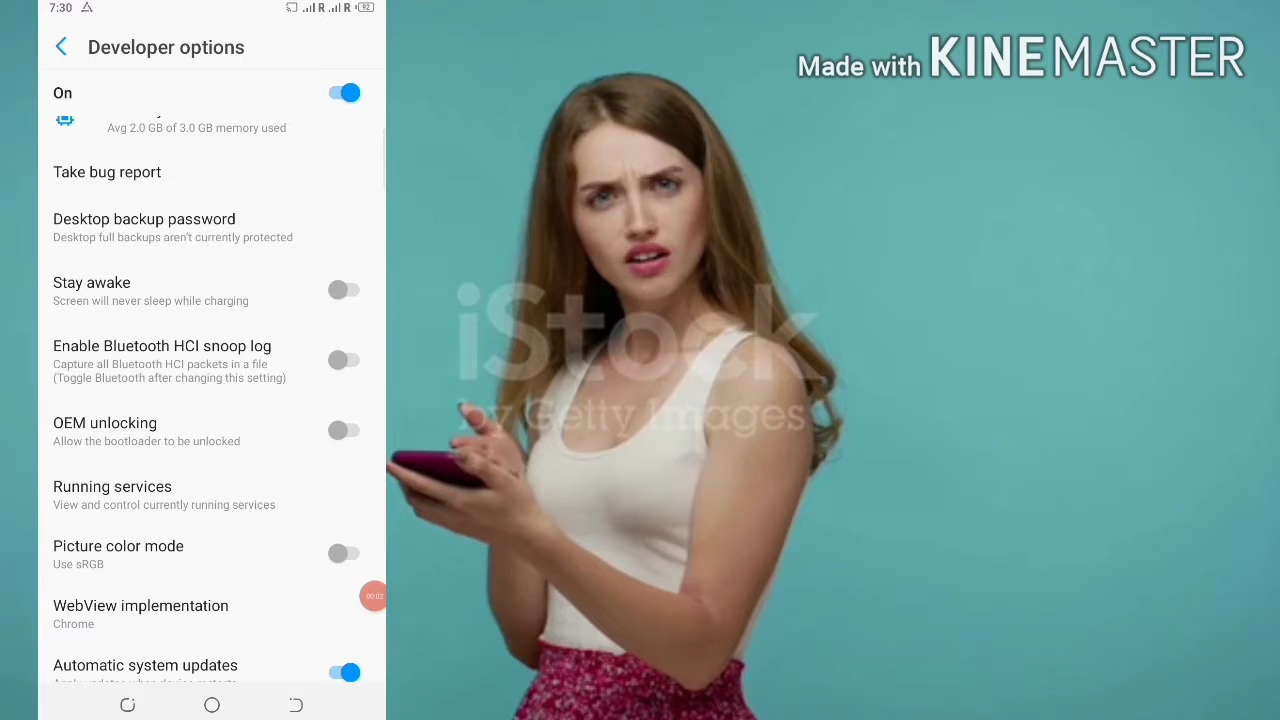 7:30
R R 92
Developer options
On
Avg 2.0 GB of 3.0 GB memory used
Take bug report
Desktop backup password
Desktop full backups aren't currently protected
Stay awake
Screen will never sleep while charging
Enable Bluetooth HCI snoop log
Capture all Bluetooth HCI packets in a file
(Toggle Bluetooth after changing this setting)
OEM unlocking
Allow the bootloader to be unlocked
Running services
View and control currently running services
Picture color mode
Use sRGB
WebView implementation
Chrome
00:02
Automatic system updates
Made with KINEMASTER
iStock
by Getty Images